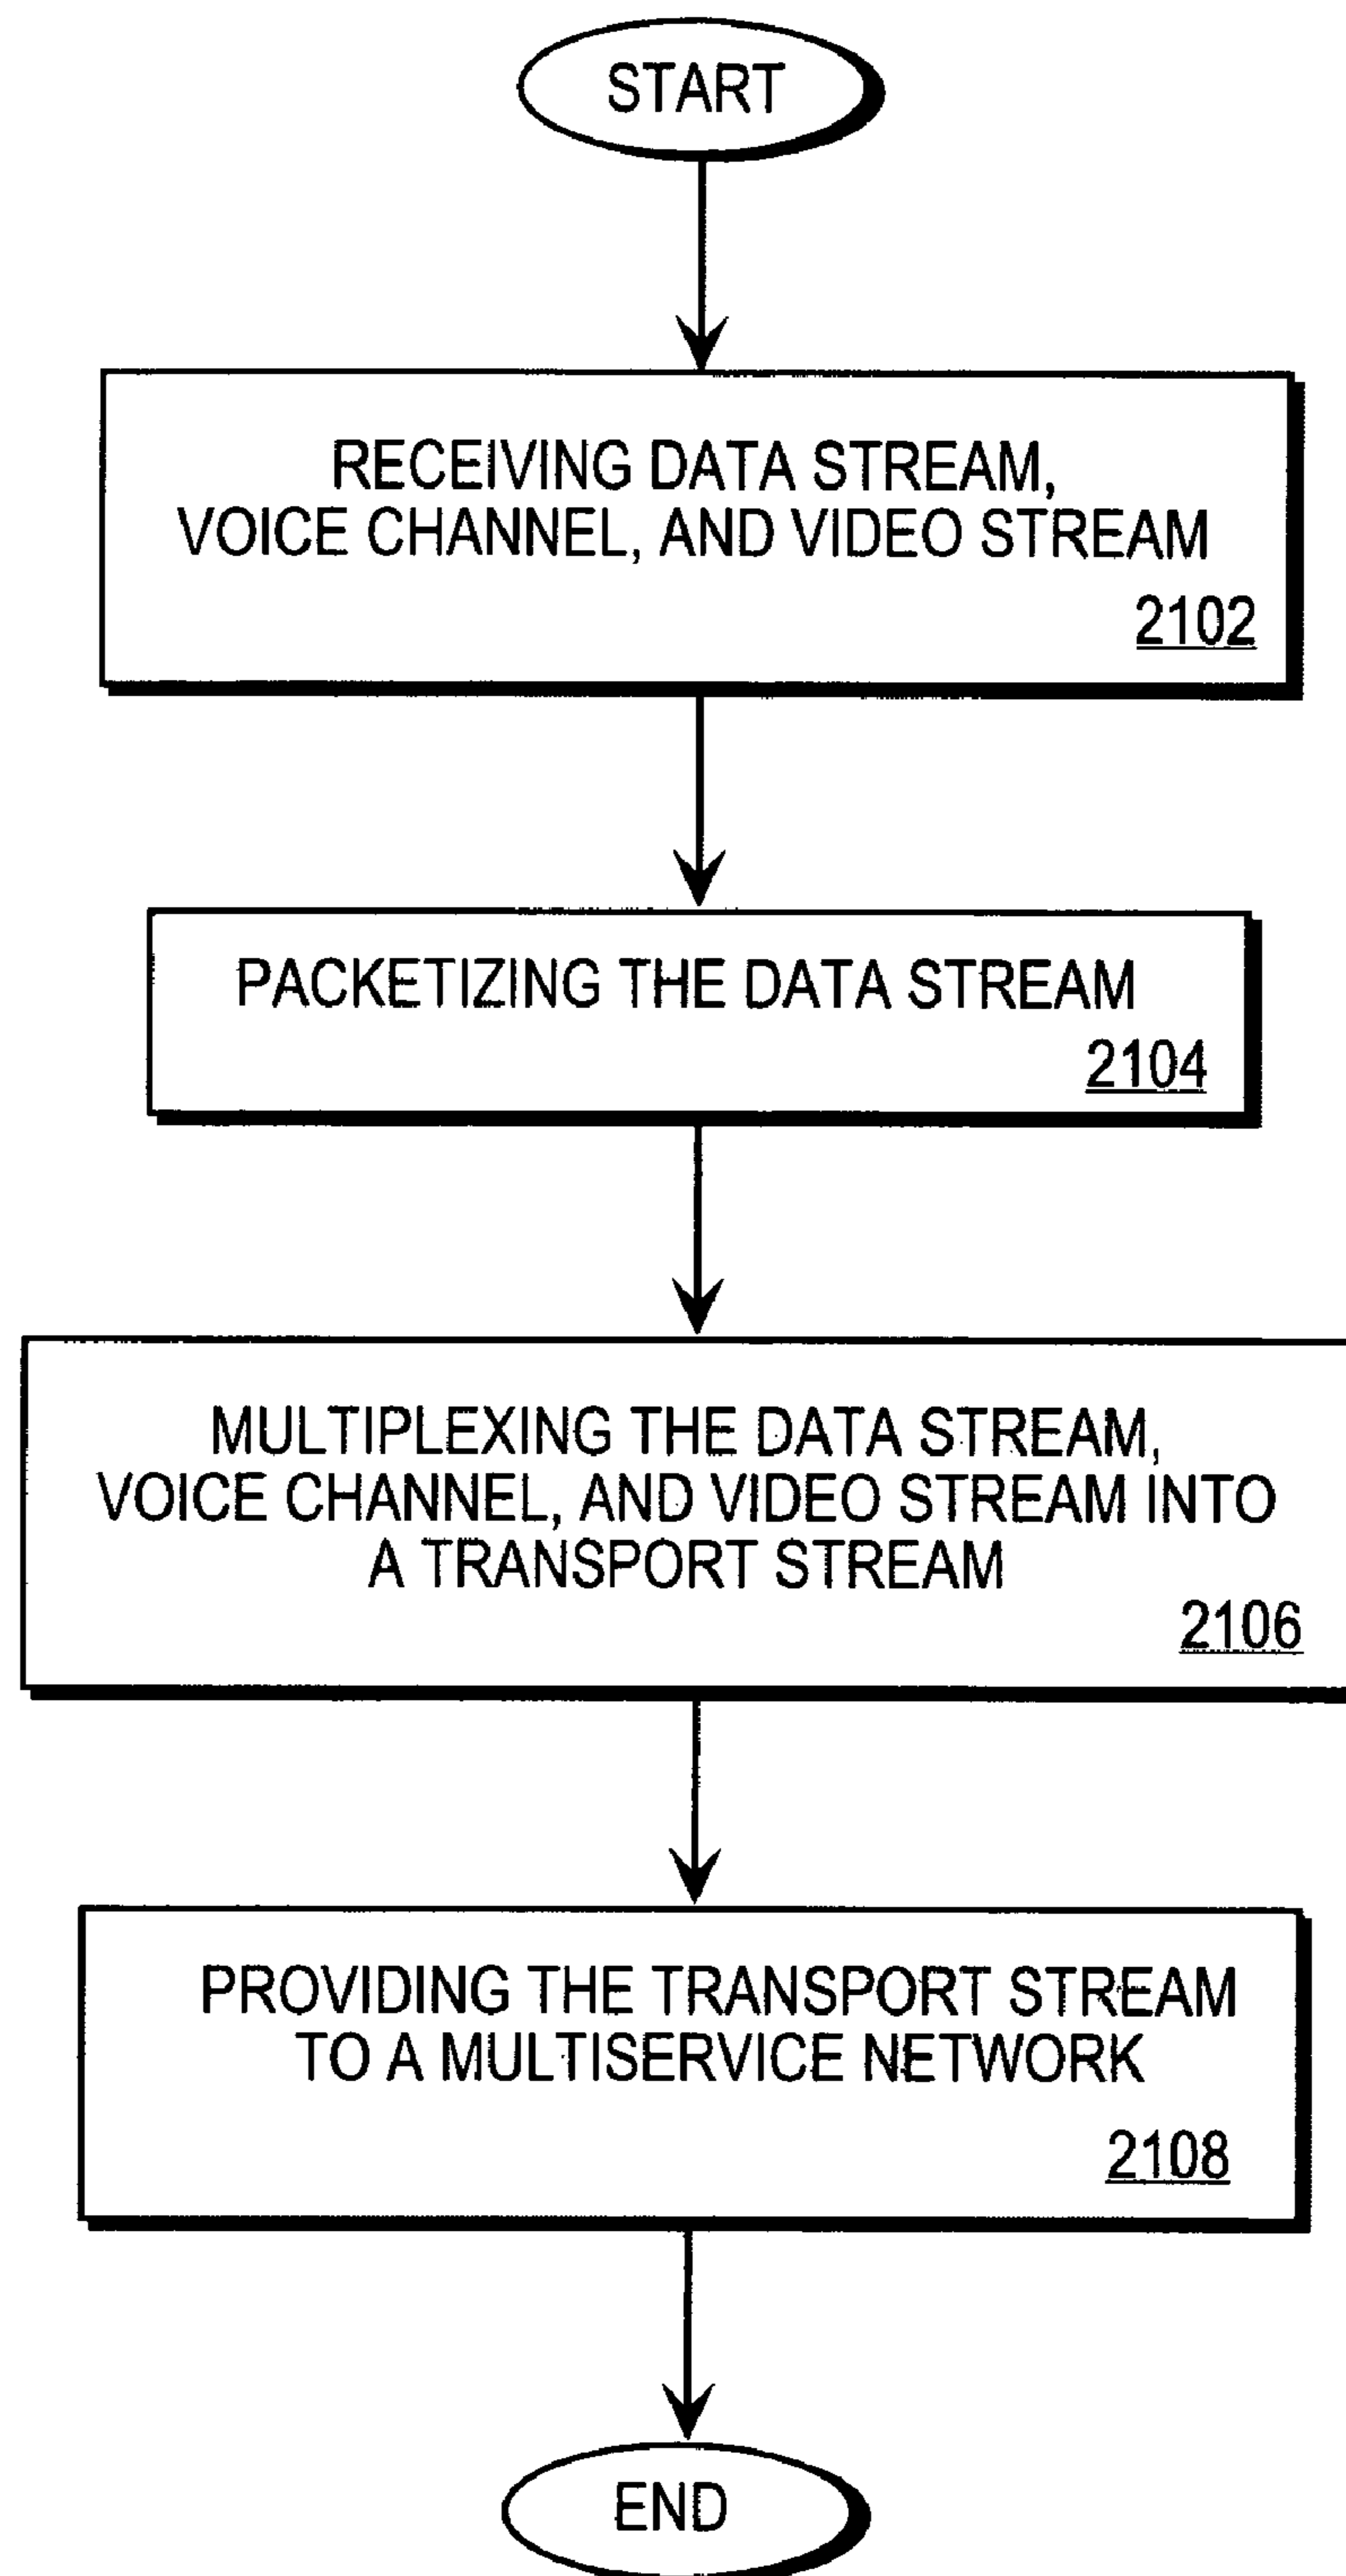 START
RECEIVING DATA STREAM,
VOICE CHANNEL, AND VIDEO STREAM
2102
PACKETIZING THE DATA STREAM
2104
MULTIPLEXING THE DATA STREAM,
VOICE CHANNEL, AND VIDEO STREAM INTO
A TRANSPORT STREAM
2106
PROVIDING THE TRANSPORT STREAM
TO A MULTISERVICE NETWORK
2108
END